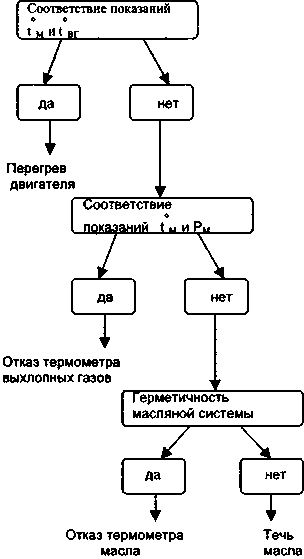 Соответствие показаний
t° м и t° вг
да
нет
Перегрев
двигателя
Соответствие
показаний t° м и Рм
да
нет
Отказ термометра
выхлопных газов
Герметичность
масляной системы
да
нет
Отказ термометра
масла
Течь
масла